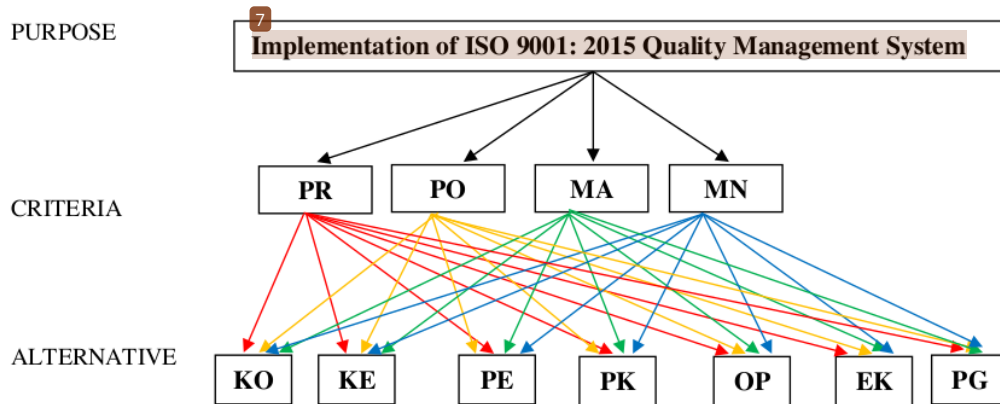 7
PURPOSE
Implementation of ISO 9001: 2015 Quality Management System
PR PO MA MN
CRITERIA
ALTERNATIVE
KO KE PE PK OP EK PG